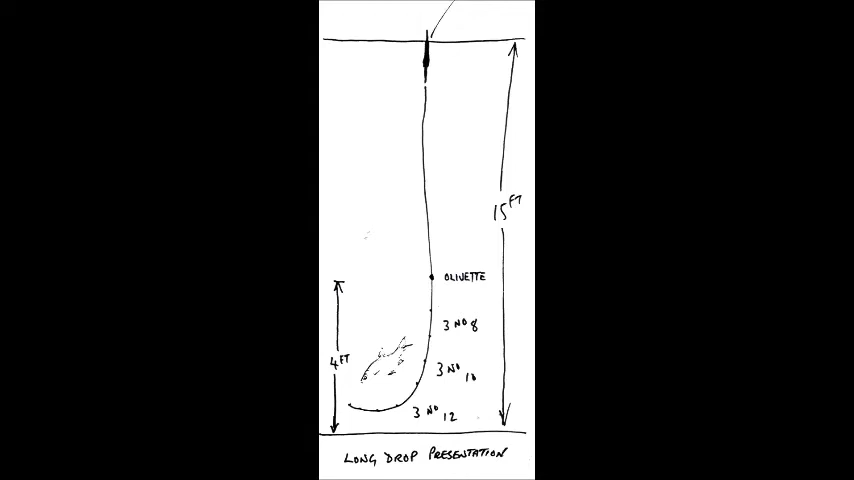 15FT
OLIVETTE
3 NO 8
4FT
3 NO 10
3 NO 12
LONG DROP PRESENTATION